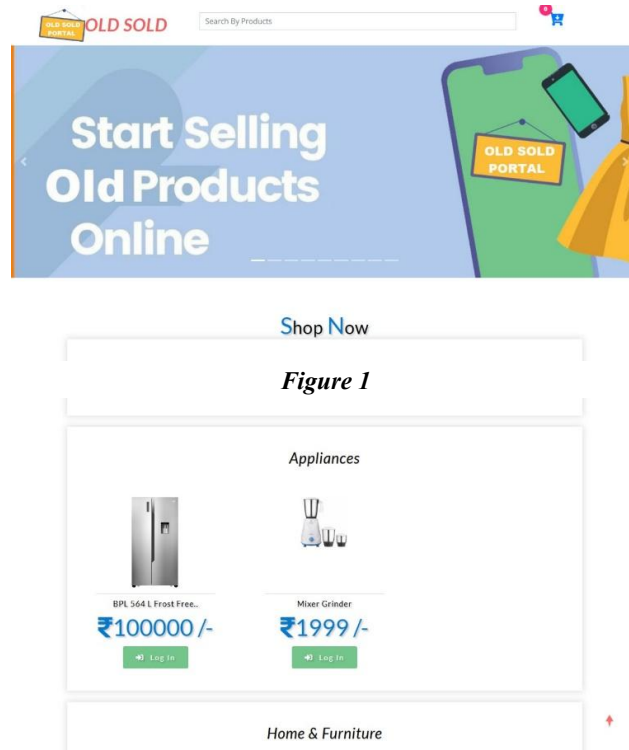 OLD SOLD
PORTAL
OLD SOLD
Search By Products
0
Start Selling
Old Products
Online
OLD SOLD
PORTAL
Shop Now
Figure 1
Appliances
BPL 564 L Frost Free..
Mixer Grinder
₹100000 /-
₹1999 /-
Log In
Log In
Home & Furniture